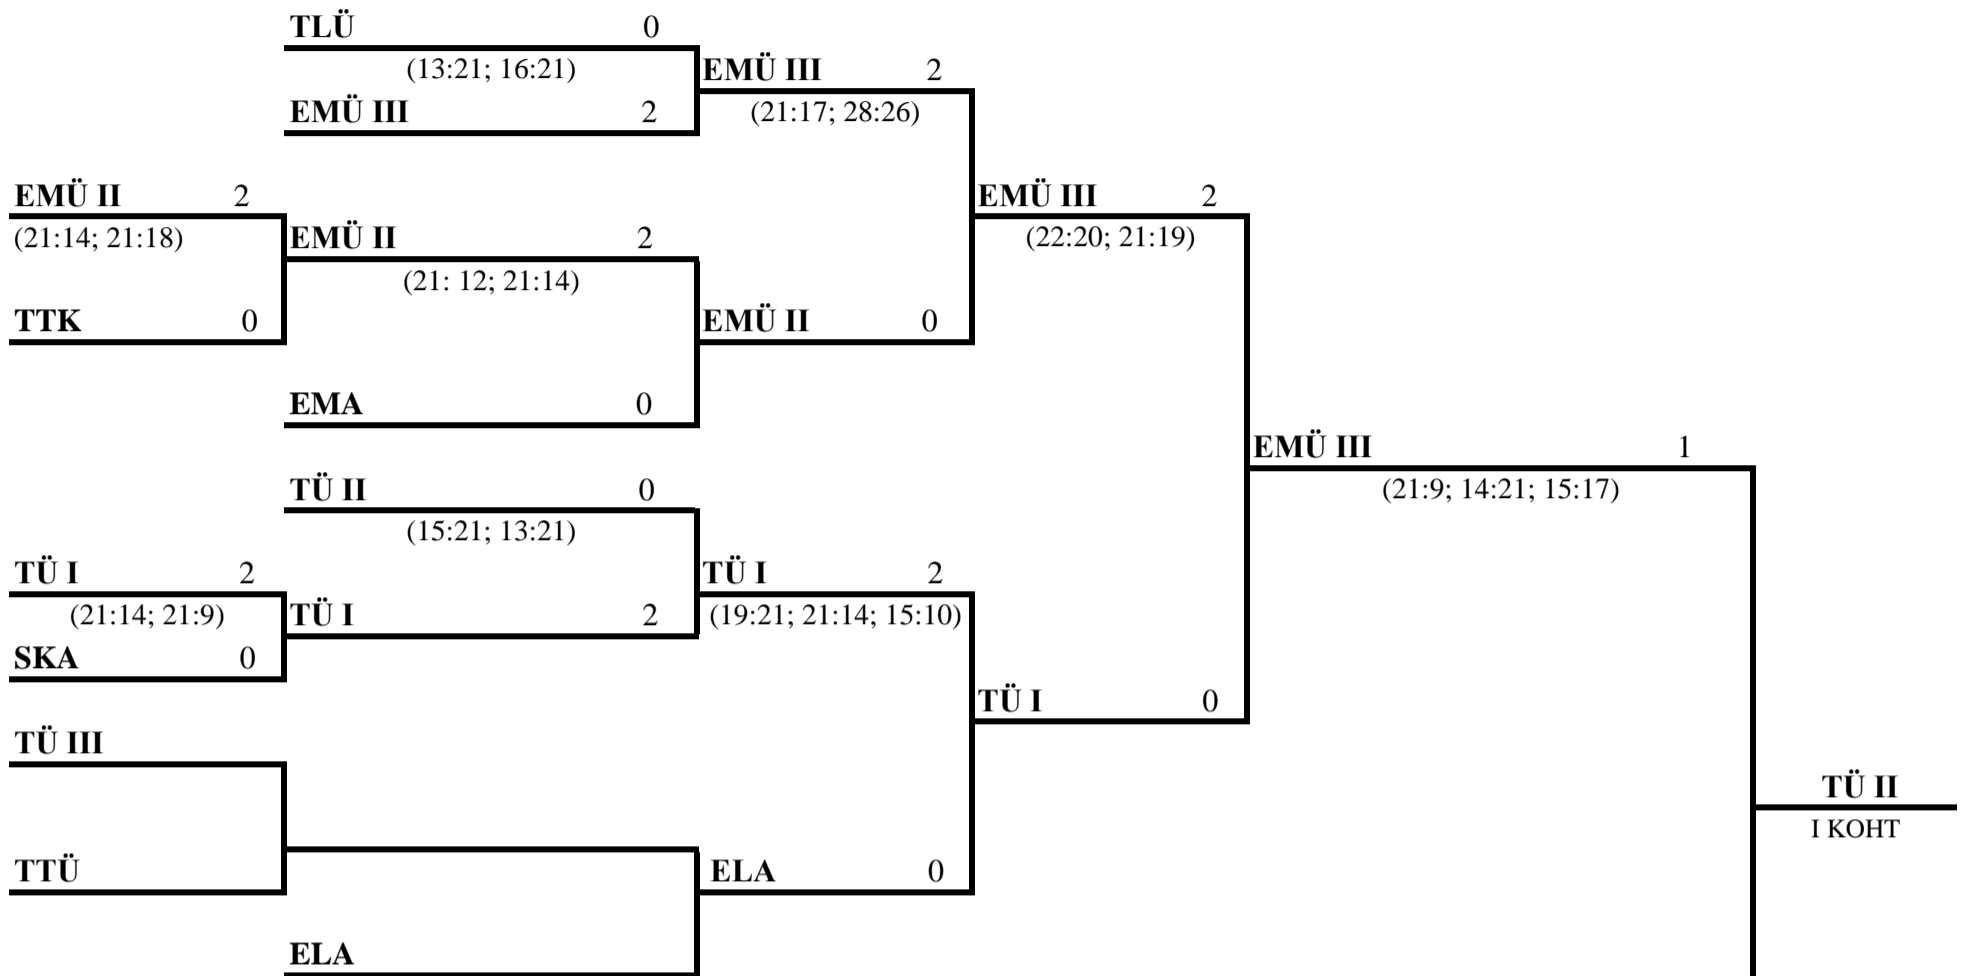 TLÜ 0
(13:21; 16:21)
EMÜ III 2
EMÜ III 2
(21:17; 28:26)
EMÜ II 2
(21:14; 21:18)
TTK 0
EMÜ II 2
(21: 12; 21:14)
EMA 0
EMÜ II 0
EMÜ III 2
(22:20; 21:19)
TÜ II 0
(15:21; 13:21)
TÜ I 2
(21:14; 21:9)
SKA 0
TÜ I 2
TÜ I 2
(19:21; 21:14; 15:10)
TÜ I 0
TÜ III
TTÜ
ELA 0
ELA
EMÜ III 1
(21:9; 14:21; 15:17)
TÜ II
I KOHT